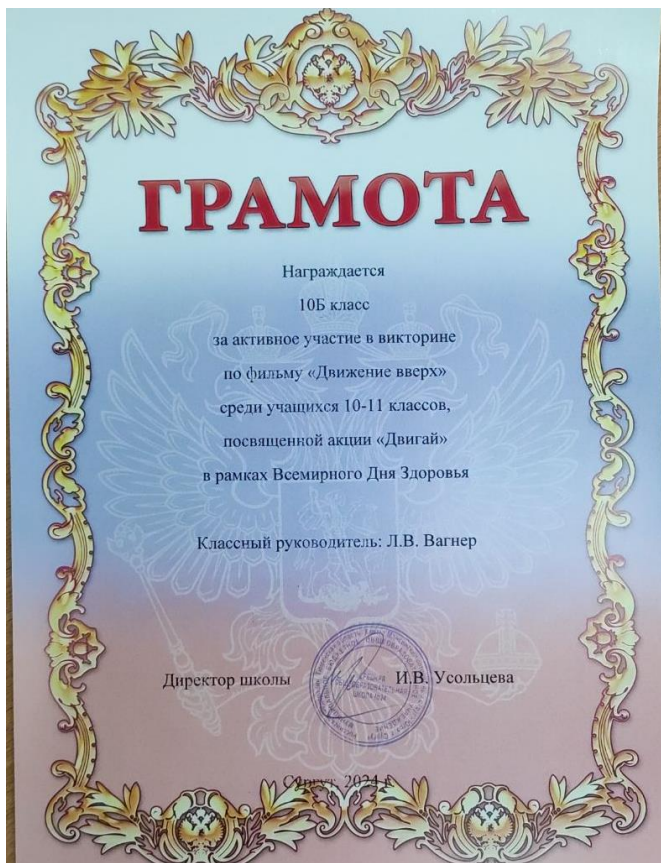 ГРАМОТА
Награждается
10Б класс
за активное участие в викторине
по фильму «Движение вверх»
среди учащихся 10-11 классов,
посвященной акции «Двигай»
в рамках Всемирного Дня Здоровья
Классный руководитель: Л.В. Вагнер
Директор школы И.В. Усольцева
Сургут, 2024 г.